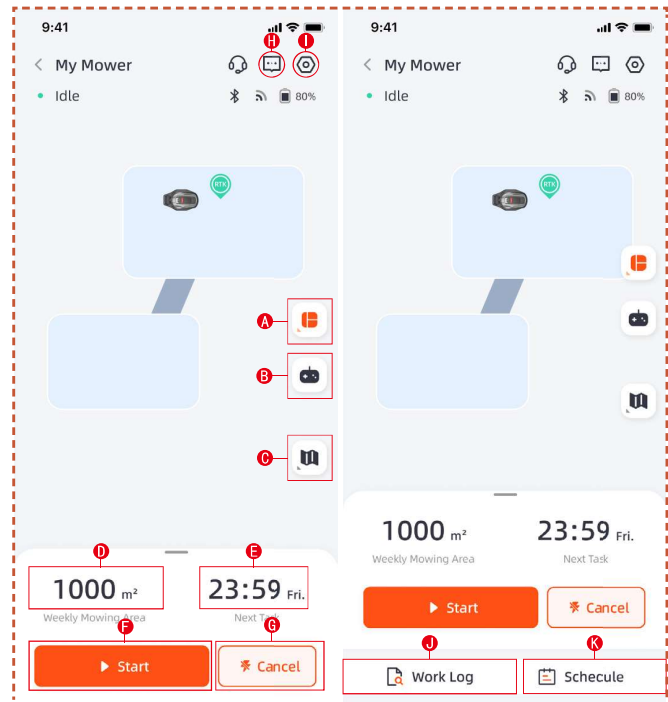 9:41
H I
My Mower
Idle
80%
RTK
A
B
C
D E
1000 m²
Weekly Mowing Area
23:59 Fri.
Next Task
F G
Start
Cancel
9:41
My Mower
Idle
80%
RTK
1000 m²
Weekly Mowing Area
23:59 Fri.
Next Task
Start
Cancel
J K
Work Log
Schecule